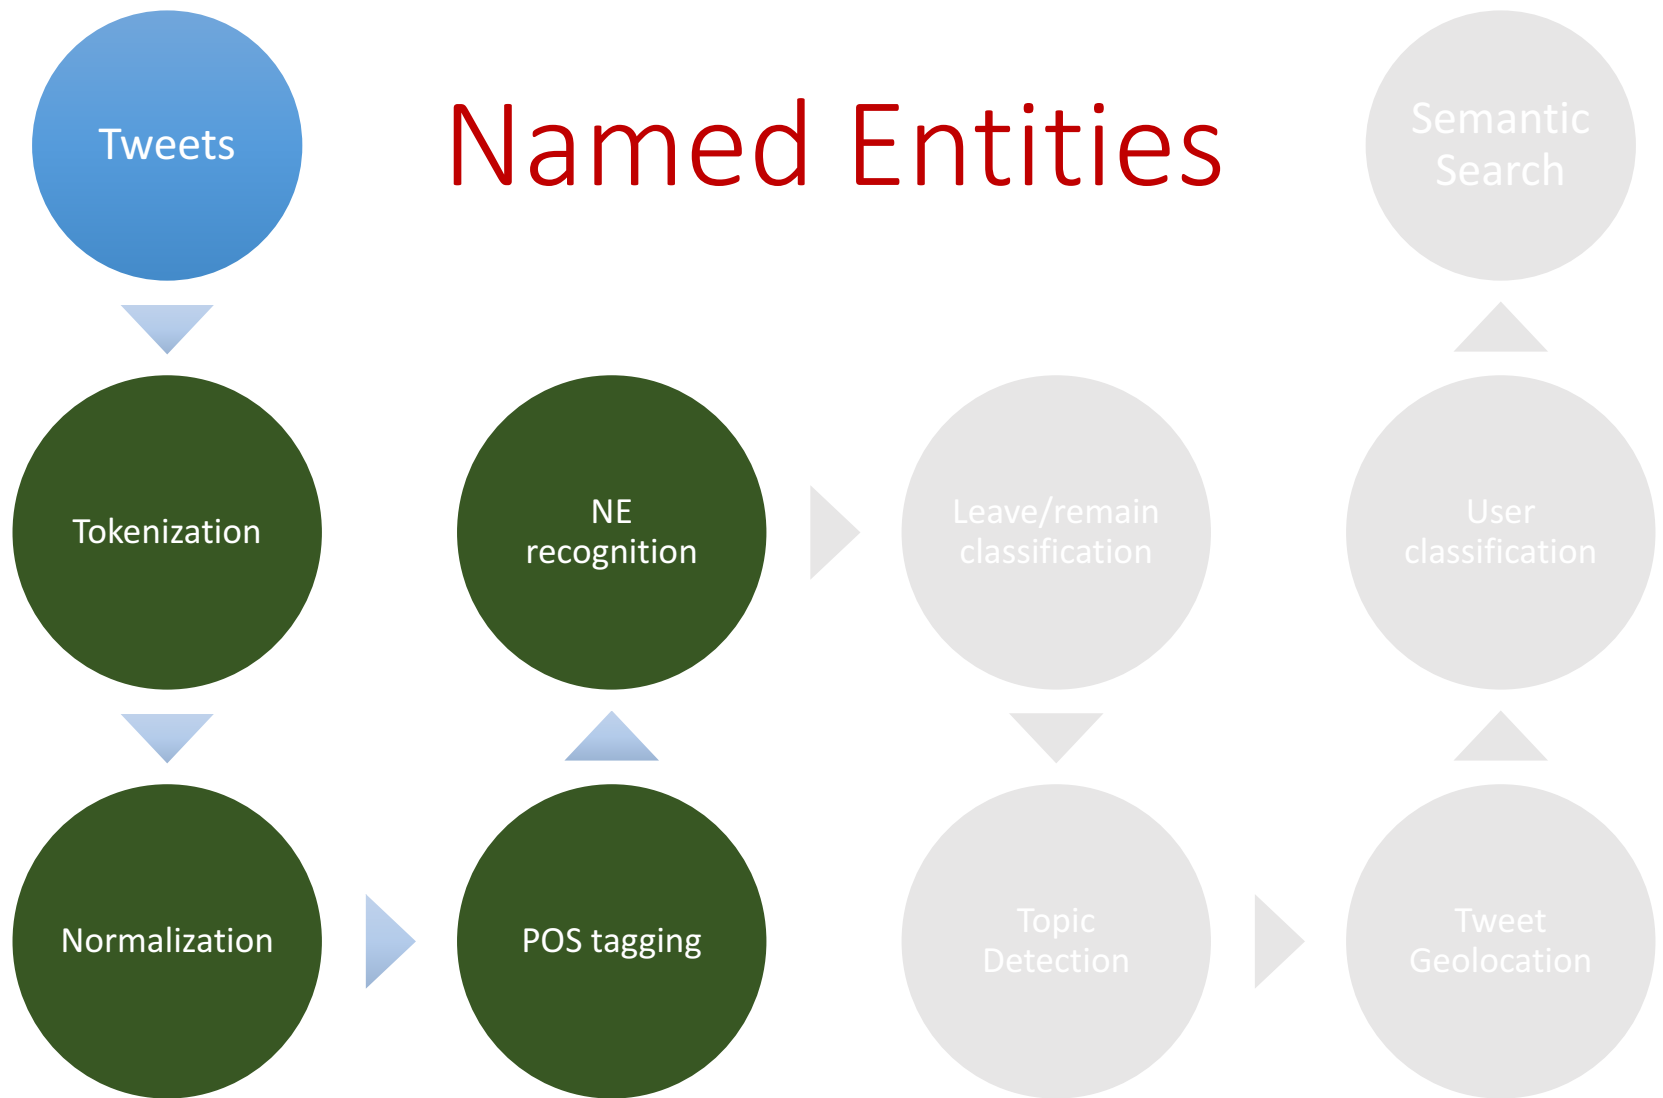 Tweets
Named Entities
Semantic
Search
Tokenization
NE
recognition
Leave/remain
classification
User
classification
Normalization
POS tagging
Topic
Detection
Tweet
Geolocation